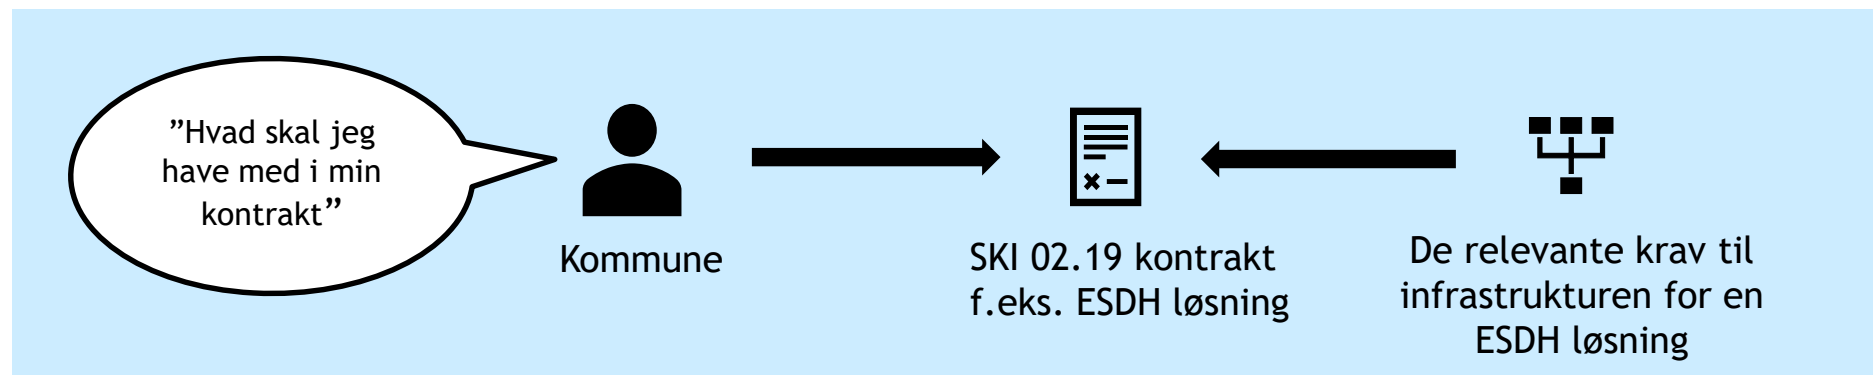 ”Hvad skal jeg
have med i min
kontrakt”
Kommune
SKI 02.19 kontrakt
f.eks. ESDH løsning
De relevante krav til
infrastrukturen for en
ESDH løsning